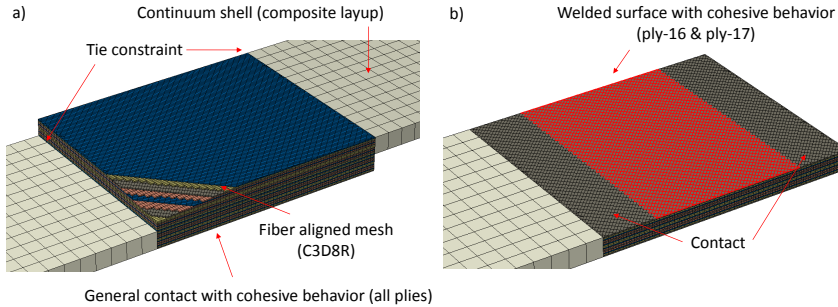 a)
Continuum shell (composite layup)
Tie constraint
Fiber aligned mesh
(C3D8R)
General contact with cohesive behavior (all plies)
b)
Welded surface with cohesive behavior
(ply-16 & ply-17)
Contact